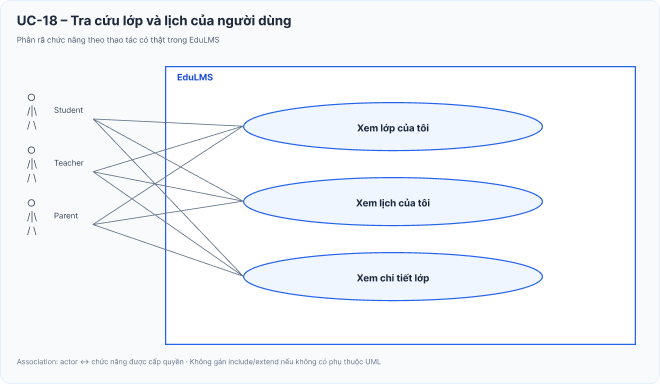 UC-18 – Tra cứu lớp và lịch của người dùng
Phân rã chức năng theo thao tác có thật trong EduLMS
EduLMS
Student
Xem lớp của tôi
Teacher
Xem lịch của tôi
Parent
Xem chi tiết lớp
Association: actor ↔ chức năng được cấp quyền · Không gán include/extend nếu không có phụ thuộc UML